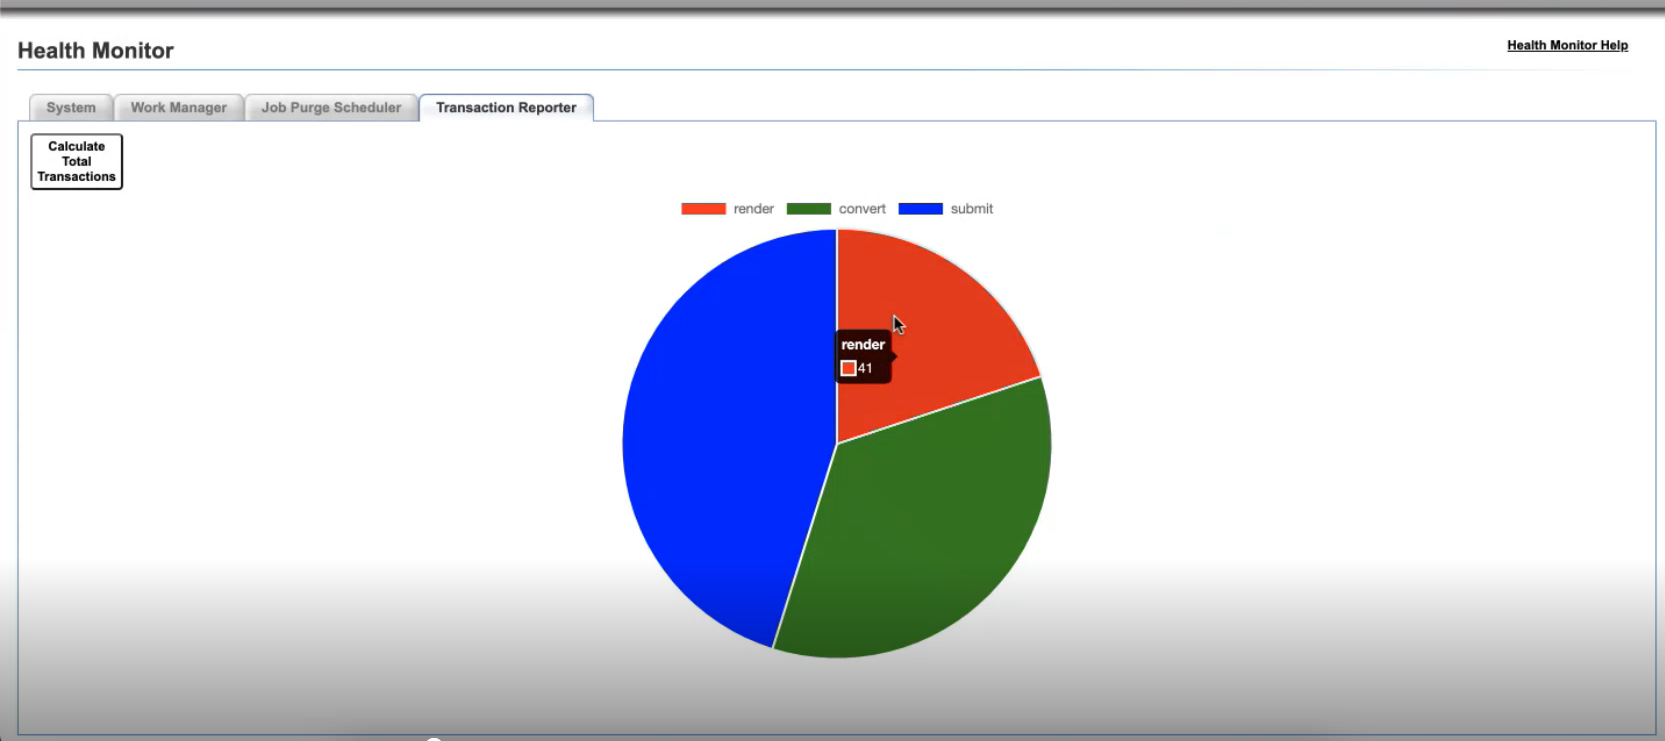 Health Monitor
Health Monitor Help
System
Work Manager
Job Purge Scheduler
Transaction Reporter
Calculate
Total
Transactions
render
convert
submit
render
41